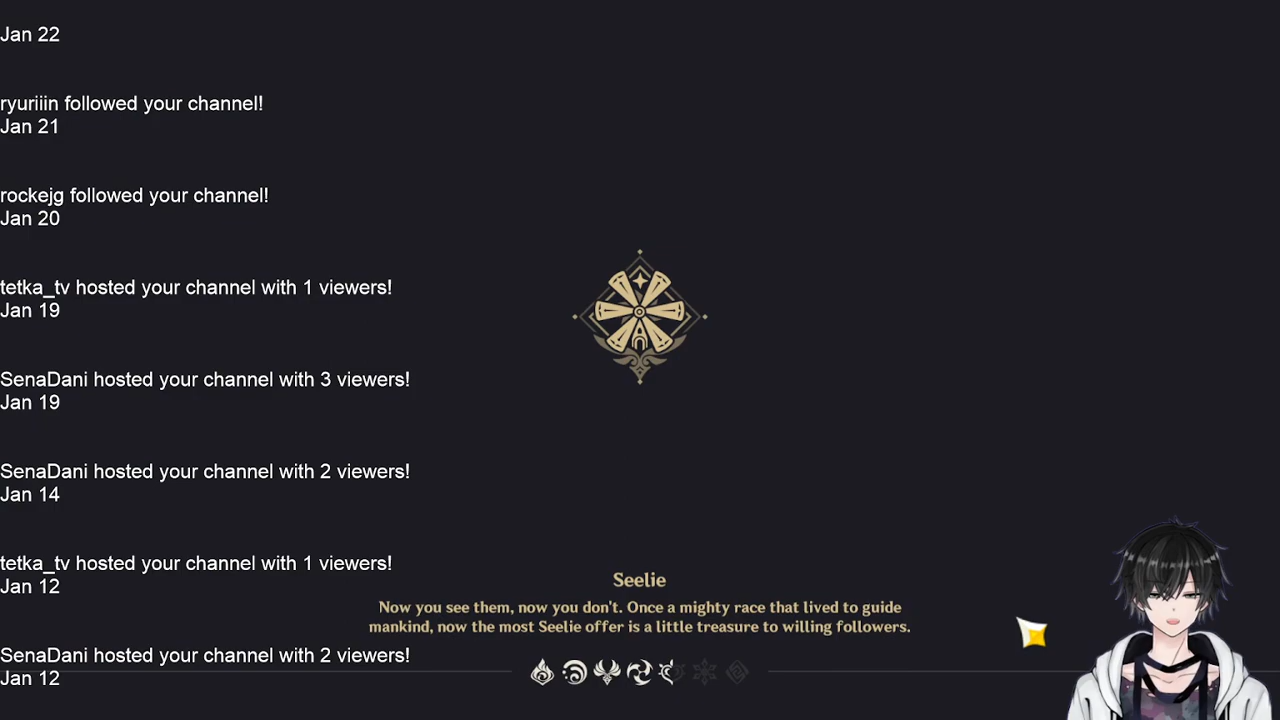 Jan 22
ryuriiin followed your channel!
Jan 21
rockejg followed your channel!
Jan 20
tetka_tv hosted your channel with 1 viewers!
Jan 19
SenaDani hosted your channel with 3 viewers!
Jan 19
SenaDani hosted your channel with 2 viewers!
Jan 14
tetka_tv hosted your channel with 1 viewers!
Jan 12
SenaDani hosted your channel with 2 viewers!
Jan 12
Seelie
Now you see them, now you don't. Once a mighty race that lived to guide
mankind, now the most Seelie offer is a little treasure to willing followers.